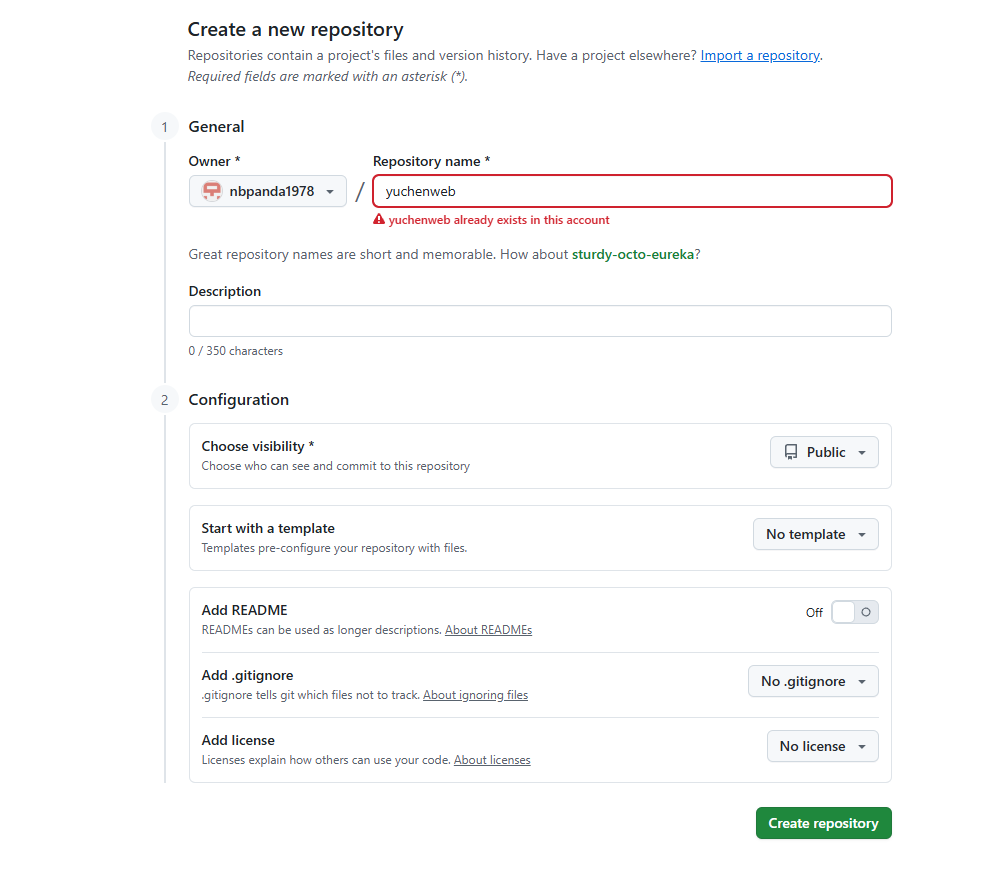 Create a new repository
Repositories contain a project's files and version history. Have a project elsewhere? Import a repository.
Required fields are marked with an asterisk (*).
1 General
Owner * Repository name *
nbpanda1978 / yuchenweb
yuchenweb already exists in this account
Great repository names are short and memorable. How about sturdy-octo-eureka?
Description
0 / 350 characters
2 Configuration
Choose visibility * Public
Choose who can see and commit to this repository
Start with a template No template
Templates pre-configure your repository with files.
Add README Off
READMEs can be used as longer descriptions. About READMEs
Add .gitignore No .gitignore
.gitignore tells git which files not to track. About ignoring files
Add license No license
Licenses explain how others can use your code. About licenses
Create repository